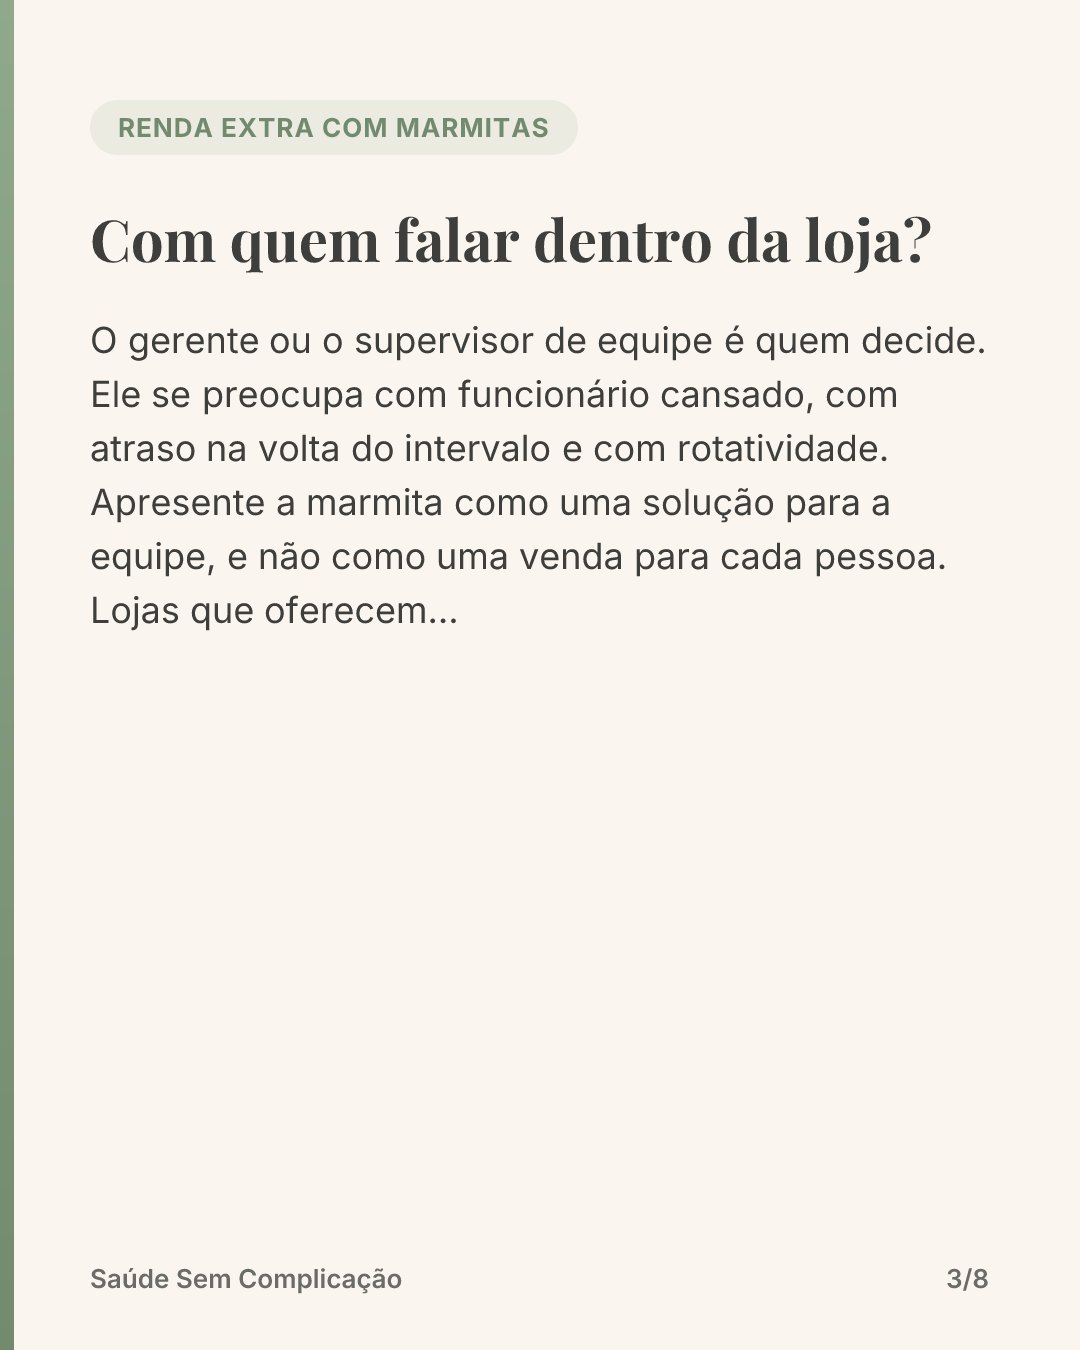 RENDA EXTRA COM MARMITAS
Com quem falar dentro da loja?
O gerente ou o supervisor de equipe é quem decide.
Ele se preocupa com funcionário cansado, com
atraso na volta do intervalo e com rotatividade.
Apresente a marmita como uma solução para a
equipe, e não como uma venda para cada pessoa.
Lojas que oferecem...
Saúde Sem Complicação
3/8